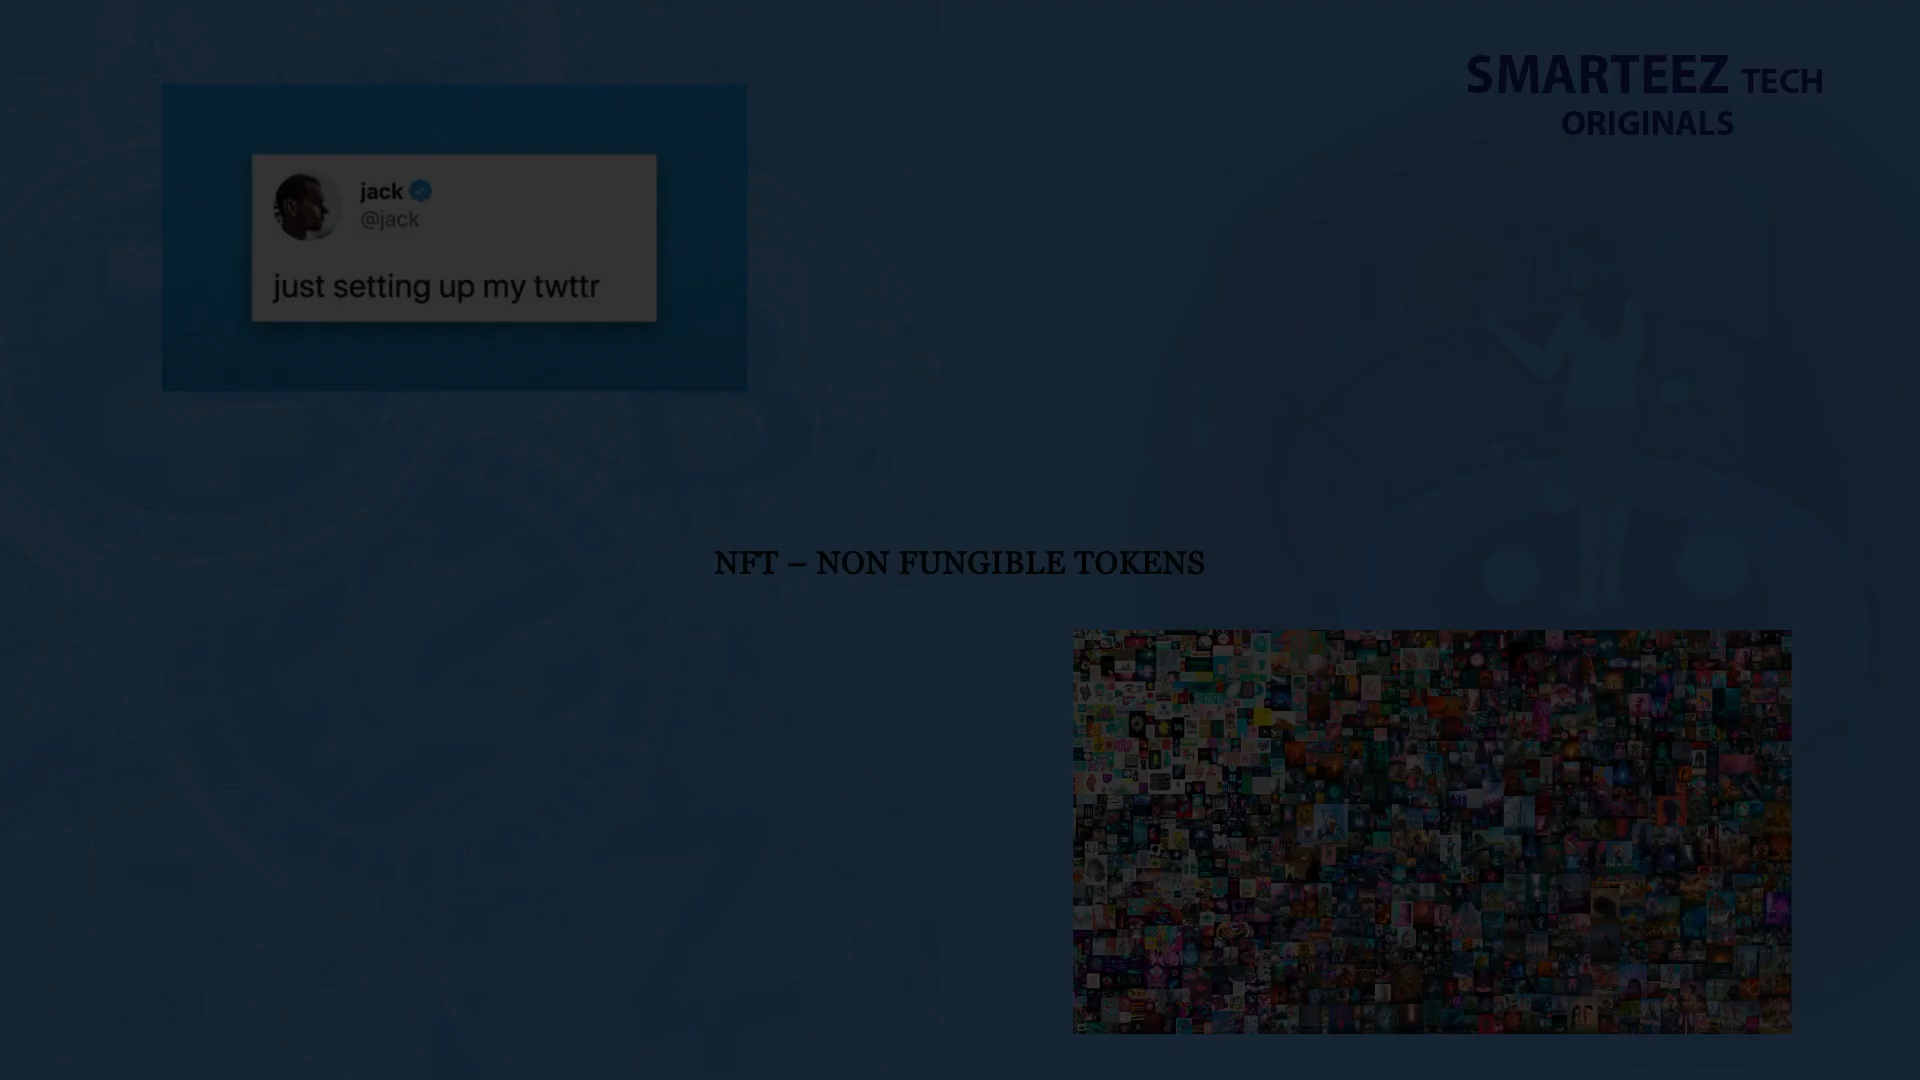 SMARTEEZ TECH
ORIGINALS
jack
@jack
just setting up my twttr
NFT – NON FUNGIBLE TOKENS